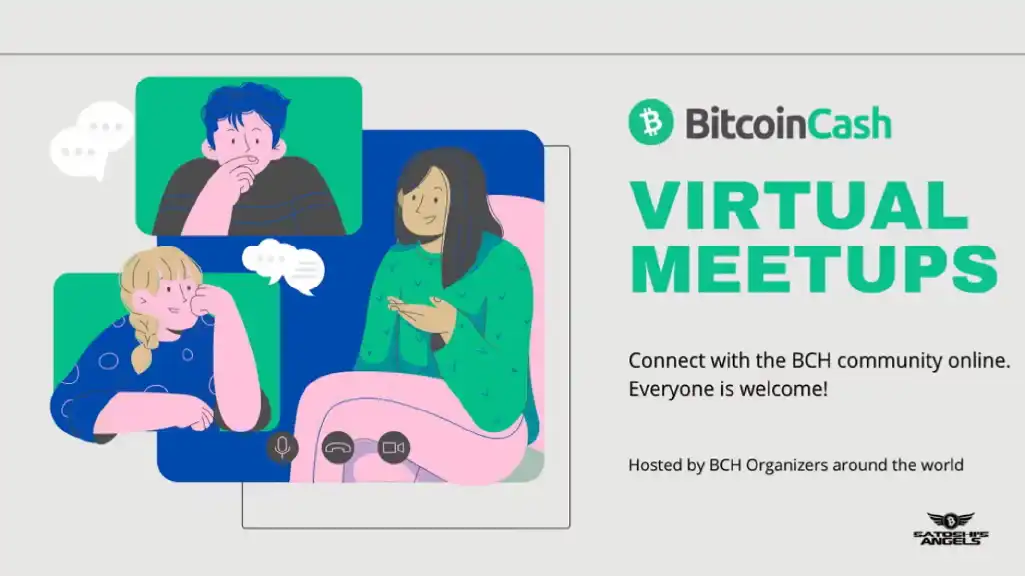 BitcoinCash
VIRTUAL
MEETUPS
Connect with the BCH community online.
Everyone is welcome!
Hosted by BCH Organizers around the world
SATOSHI'S
ANGELS